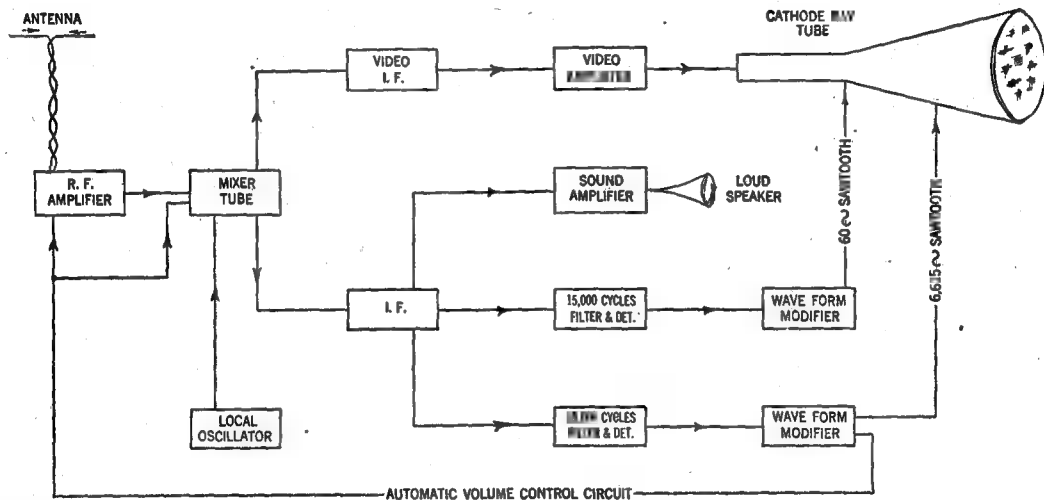 ANTENNA
CATHODE
TUBE
VIDEO
I. F.
VIDEO
R. F.
AMPLIFIER
MIXER
TUBE
SOUND
AMPLIFIER
LOUD
SPEAKER
60 ~ SAWTOOTH
6,615 ~ SAWTOOTH
I. F.
15,000 CYCLES
FILTER & DET.
WAVE FORM
MODIFIER
LOCAL
OSCILLATOR
CYCLES
& DET.
WAVE FORM
MODIFIER
AUTOMATIC VOLUME CONTROL CIRCUIT